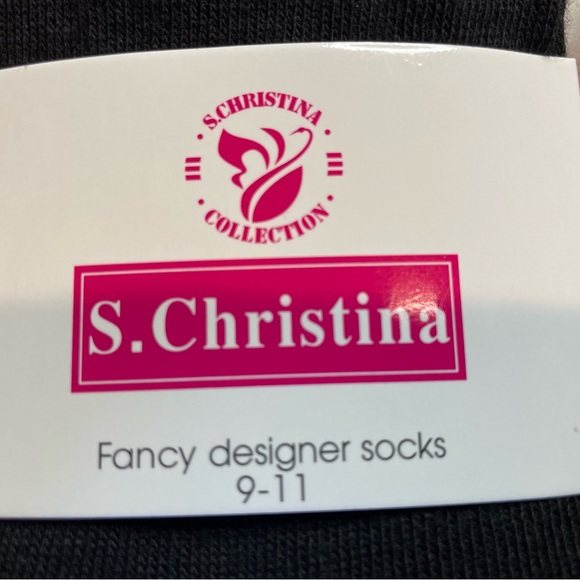 S.CHRISTINA
COLLECTION
S.Christina
Fancy designer socks
9-11